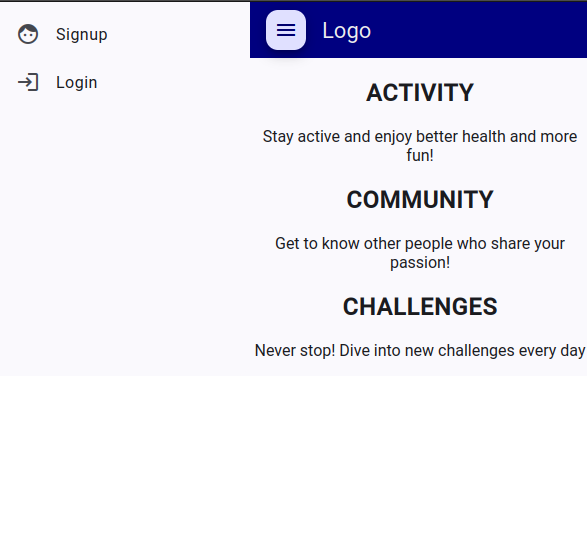 Signup
Login
Logo
ACTIVITY
Stay active and enjoy better health and more
fun!
COMMUNITY
Get to know other people who share your
passion!
CHALLENGES
Never stop! Dive into new challenges every day